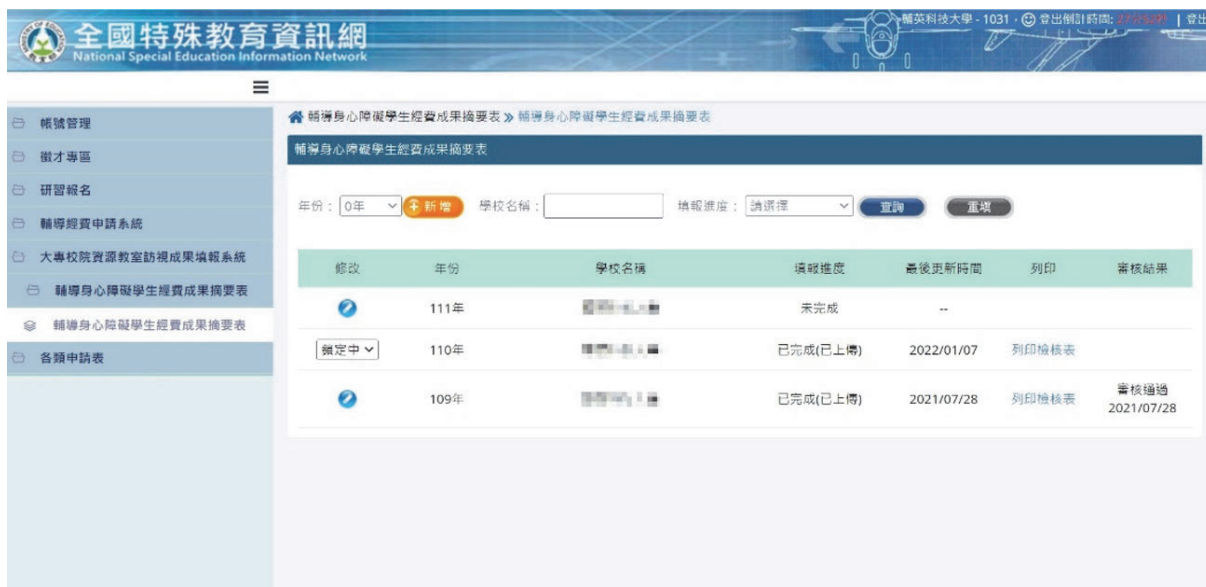 全國特殊教育資訊網
National Special Education Information Network
輔英科技大學 - 1031，登出倒計時間: | 登出
帳號管理
徵才專區
研習報名
輔導經費申請系統
大專校院資源教室訪視成果填報系統
輔導身心障礙學生經費成果摘要表
輔導身心障礙學生經費成果摘要表
各類申請表
輔導身心障礙學生經費成果摘要表 » 輔導身心障礙學生經費成果摘要表
輔導身心障礙學生經費成果摘要表
年份： 0年 新增 學校名稱： 填報進度： 請選擇 查詢 重填
修改 年份 學校名稱 填報進度 最後更新時間 列印 審核結果
111年 未完成 --
鎖定中 110年 已完成(已上傳) 2022/01/07 列印檢核表
109年 已完成(已上傳) 2021/07/28 列印檢核表 審核通過
2021/07/28